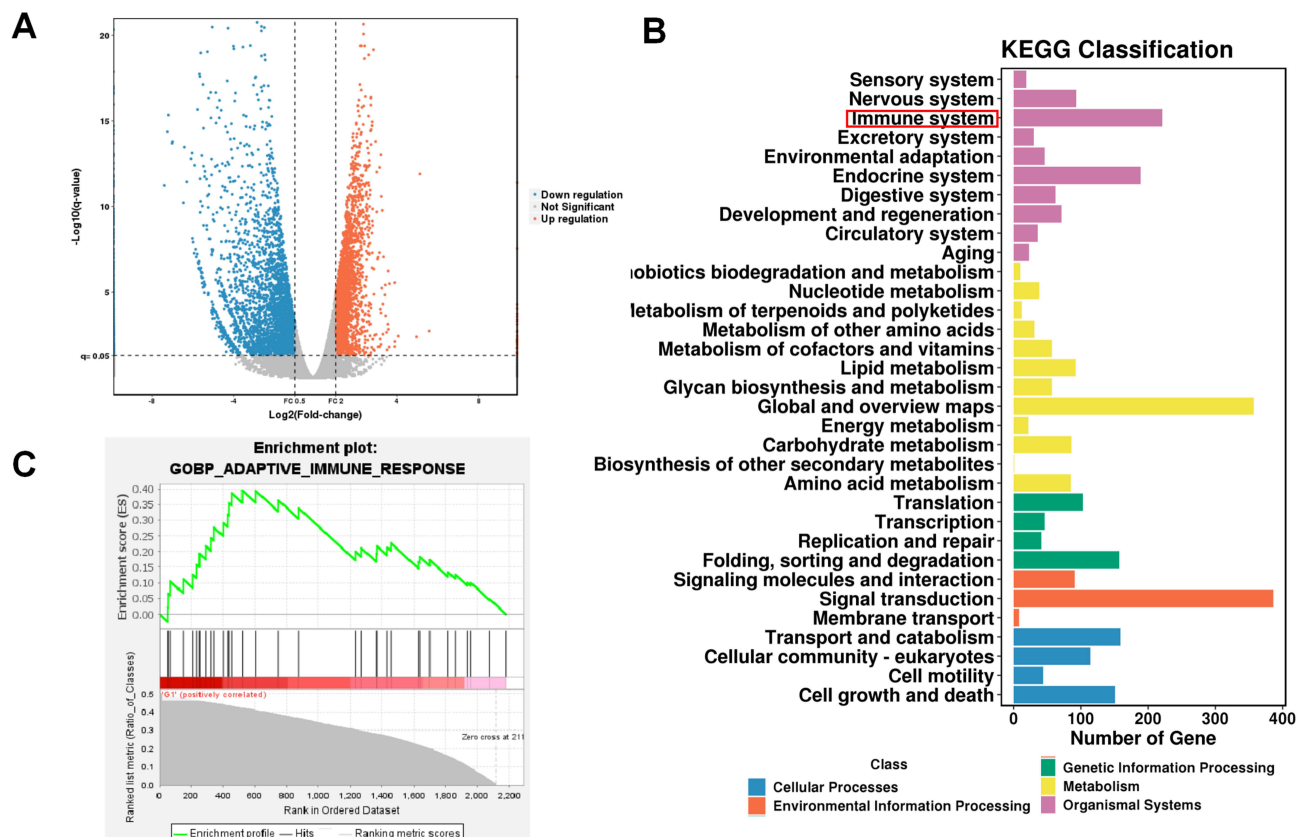 A
20
15
10
5
q= 0.05
-Log10(q-value)
-8
-4
FC 0.5
FC 2
4
8
Log2(Fold-change)
Down regulation
Not Significant
Up regulation
B
KEGG Classification
Sensory system
Nervous system
Immune system
Excretory system
Environmental adaptation
Endocrine system
Digestive system
Development and regeneration
Circulatory system
Aging
nobiotics biodegradation and metabolism
Nucleotide metabolism
Metabolism of terpenoids and polyketides
Metabolism of other amino acids
Metabolism of cofactors and vitamins
Lipid metabolism
Glycan biosynthesis and metabolism
Global and overview maps
Energy metabolism
Carbohydrate metabolism
Biosynthesis of other secondary metabolites
Amino acid metabolism
Translation
Transcription
Replication and repair
Folding, sorting and degradation
Signaling molecules and interaction
Signal transduction
Membrane transport
Transport and catabolism
Cellular community - eukaryotes
Cell motility
Cell growth and death
0 100 200 300 400
Number of Gene
Class
Cellular Processes
Environmental Information Processing
Genetic Information Processing
Metabolism
Organismal Systems
C
Enrichment plot:
GOBP_ADAPTIVE_IMMUNE_RESPONSE
Enrichment score (ES)
0.40
0.35
0.30
0.25
0.20
0.15
0.10
0.05
0.00
Ranked list metric (Ratio_of_Classes)
0.5
'G1' (positively correlated)
0.4
0.3
0.2
0.1
0.0
Zero cross at 211
0 200 400 600 800 1,000 1,200 1,400 1,600 1,800 2,000 2,200
Rank in Ordered Dataset
Enrichment profile Hits Ranking metric scores